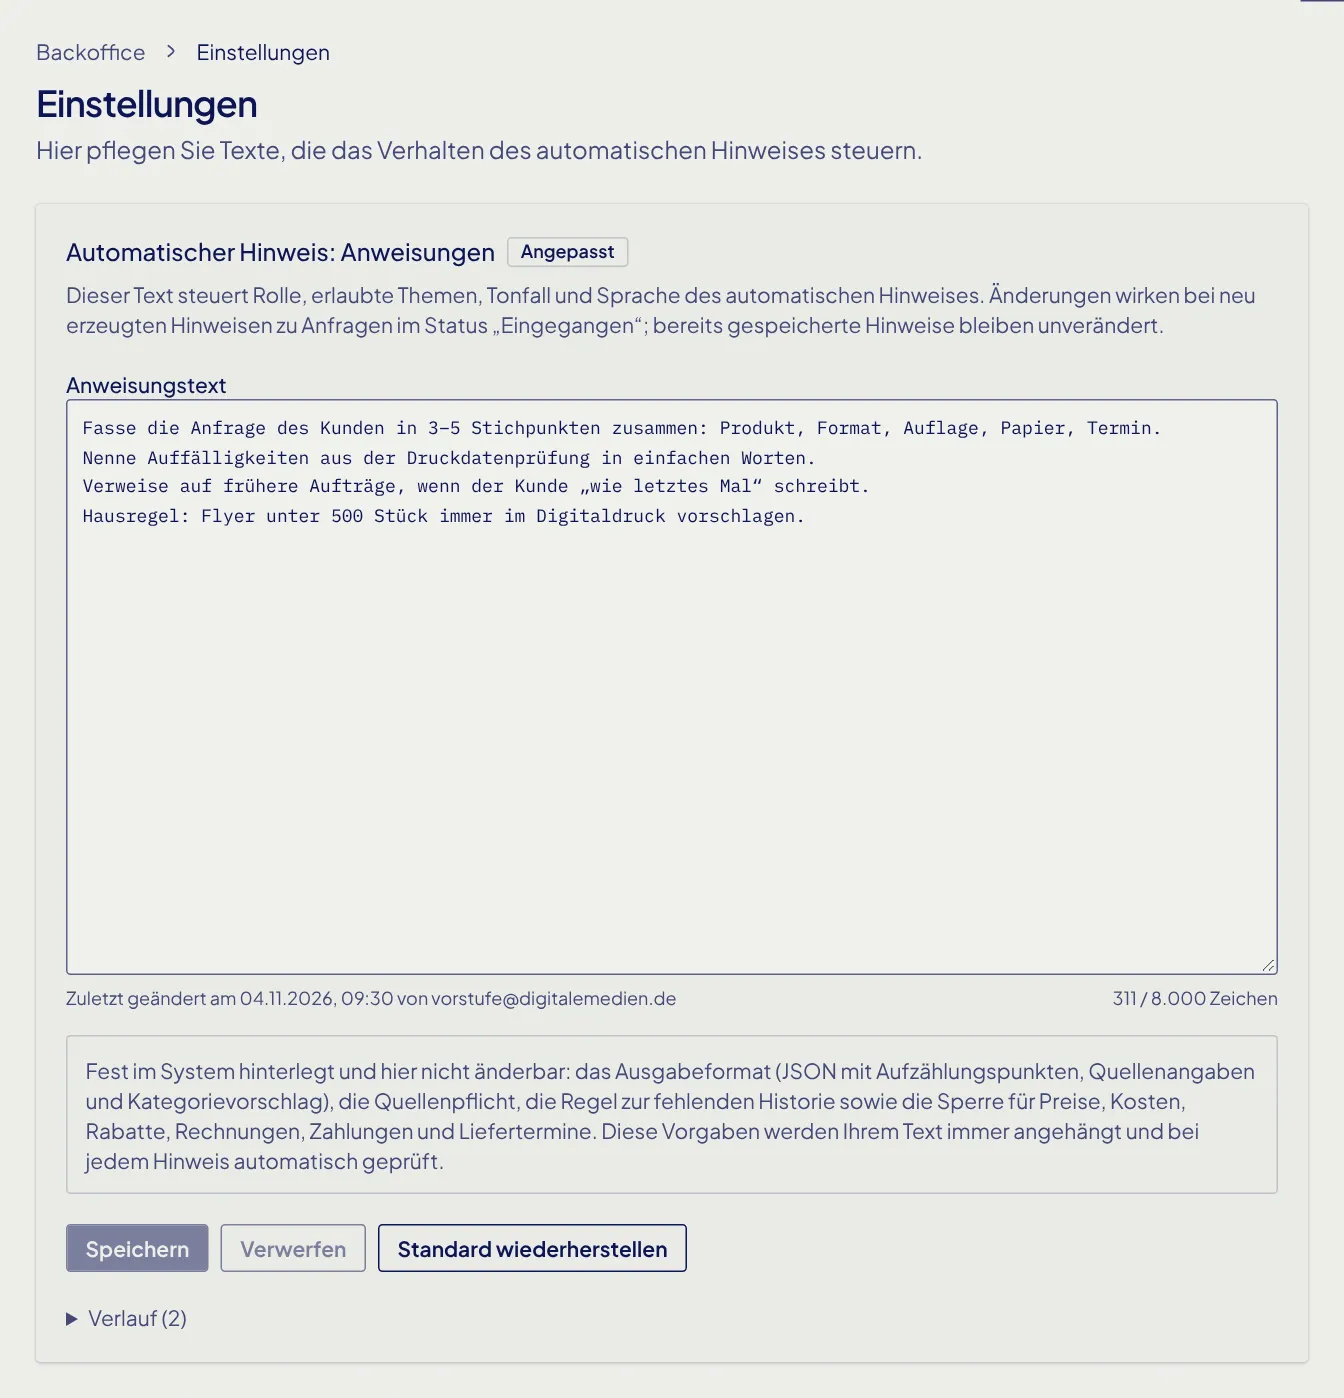 Backoffice > Einstellungen
Einstellungen
Hier pflegen Sie Texte, die das Verhalten des automatischen Hinweises steuern.
Automatischer Hinweis: Anweisungen Angepasst
Dieser Text steuert Rolle, erlaubte Themen, Tonfall und Sprache des automatischen Hinweises. Änderungen wirken bei neu
erzeugten Hinweisen zu Anfragen im Status „Eingegangen“; bereits gespeicherte Hinweise bleiben unverändert.
Anweisungstext
Fasse die Anfrage des Kunden in 3–5 Stichpunkten zusammen: Produkt, Format, Auflage, Papier, Termin.
Nenne Auffälligkeiten aus der Druckdatenprüfung in einfachen Worten.
Verweise auf frühere Aufträge, wenn der Kunde „wie letztes Mal“ schreibt.
Hausregel: Flyer unter 500 Stück immer im Digitaldruck vorschlagen.
Zuletzt geändert am 04.11.2026, 09:30 von vorstufe@digitalemedien.de 311 / 8.000 Zeichen
Fest im System hinterlegt und hier nicht änderbar: das Ausgabeformat (JSON mit Aufzählungspunkten, Quellenangaben
und Kategorievorschlag), die Quellenpflicht, die Regel zur fehlenden Historie sowie die Sperre für Preise, Kosten,
Rabatte, Rechnungen, Zahlungen und Liefertermine. Diese Vorgaben werden Ihrem Text immer angehängt und bei
jedem Hinweis automatisch geprüft.
Speichern Verwerfen Standard wiederherstellen
Verlauf (2)